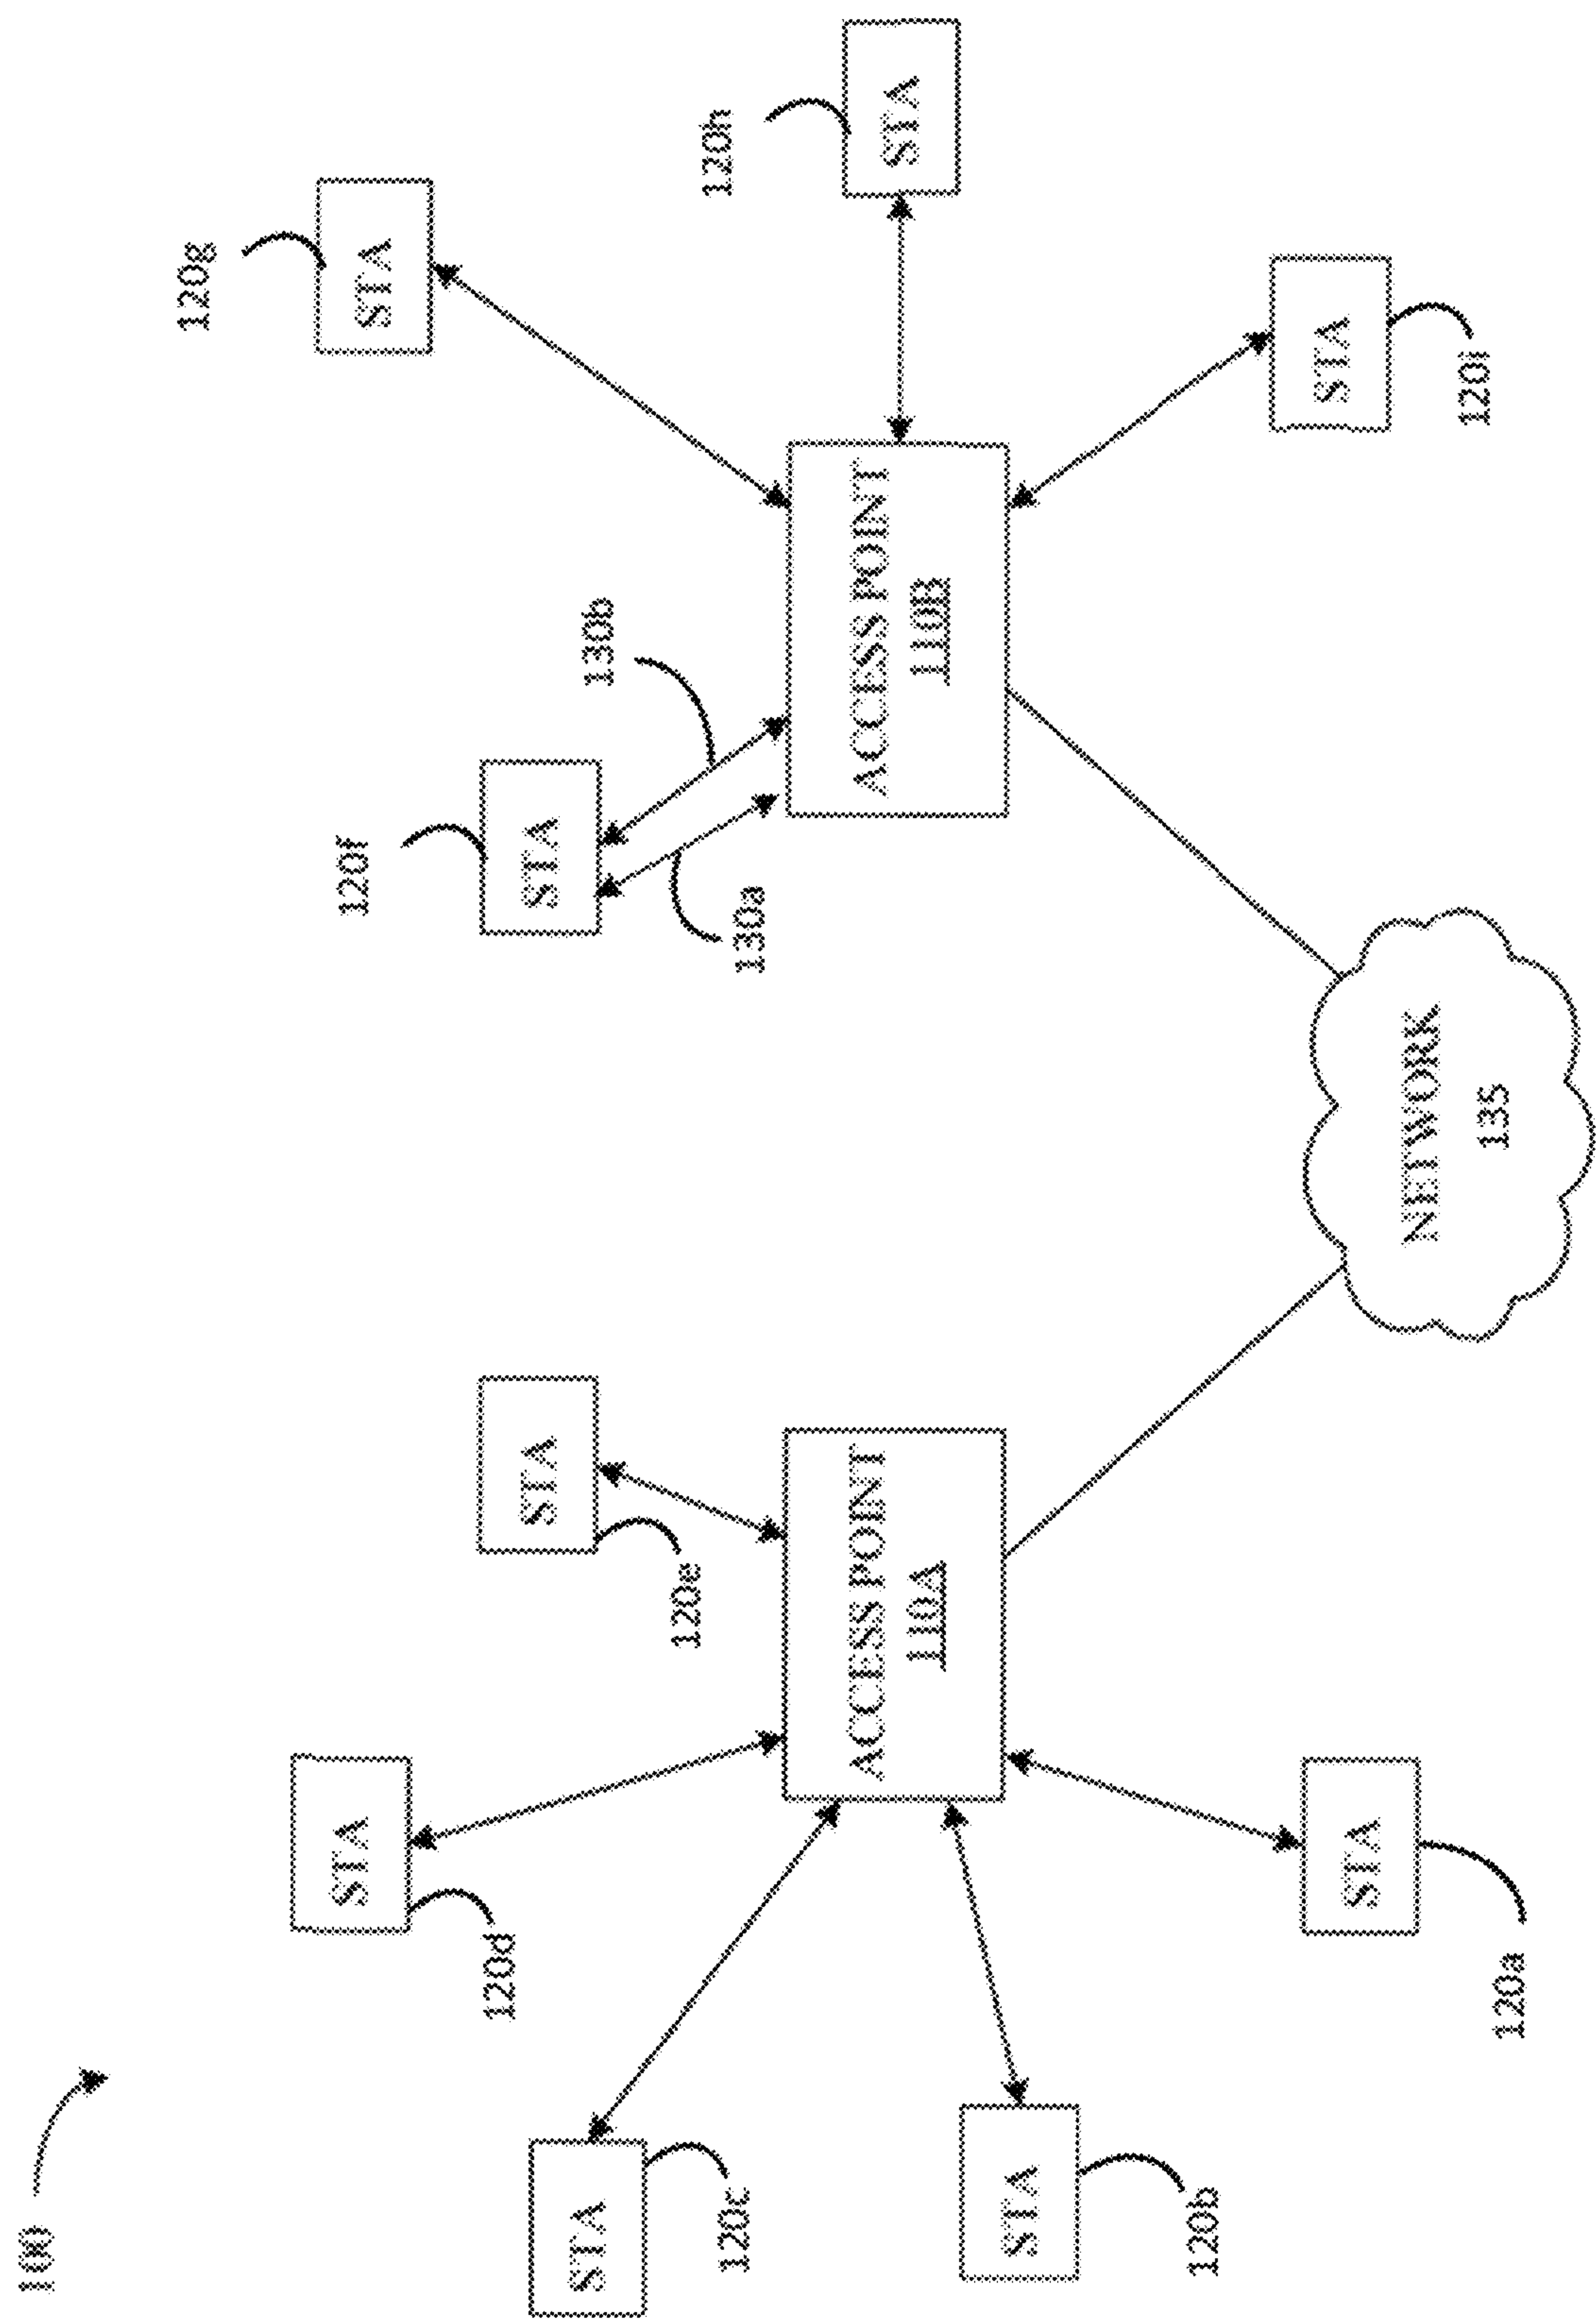 100
STA
120c
STA
120d
STA
120e
STA
120b
STA
120a
ACCESS POINT
110A
STA
120f
130a
130b
STA
120g
STA
120h
STA
120i
ACCESS POINT
110B
NETWORK
135